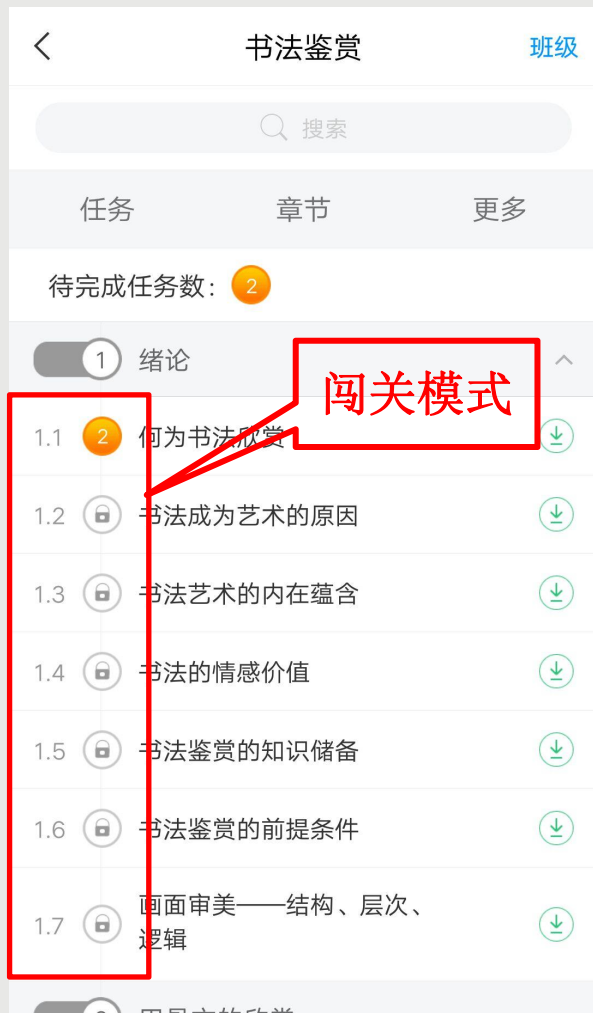 书法鉴赏 班级
搜索
任务 章节 更多
待完成任务数： 2
1 绪论
闯关模式
1.1 2 何为书法欣赏
1.2 书法成为艺术的原因
1.3 书法艺术的内在蕴含
1.4 书法的情感价值
1.5 书法鉴赏的知识储备
1.6 书法鉴赏的前提条件
1.7 画面审美——结构、层次、
逻辑